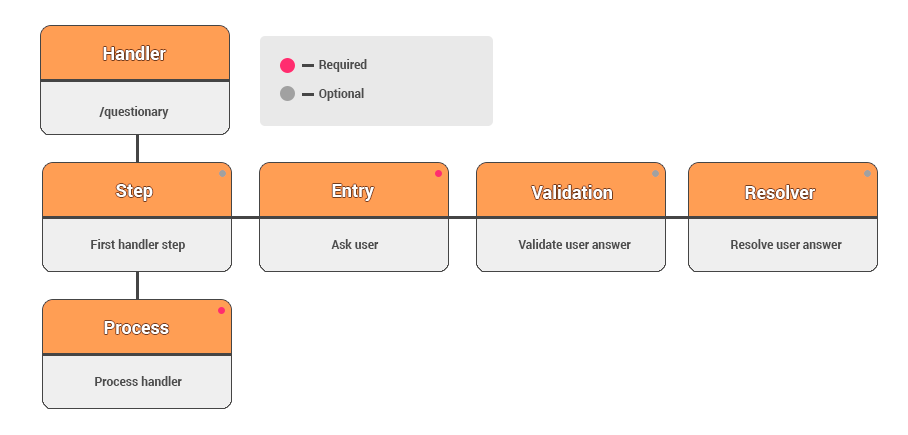 Handler
/questionary
Required
Optional
Step
First handler step
Entry
Ask user
Validation
Validate user answer
Resolver
Resolve user answer
Process
Process handler